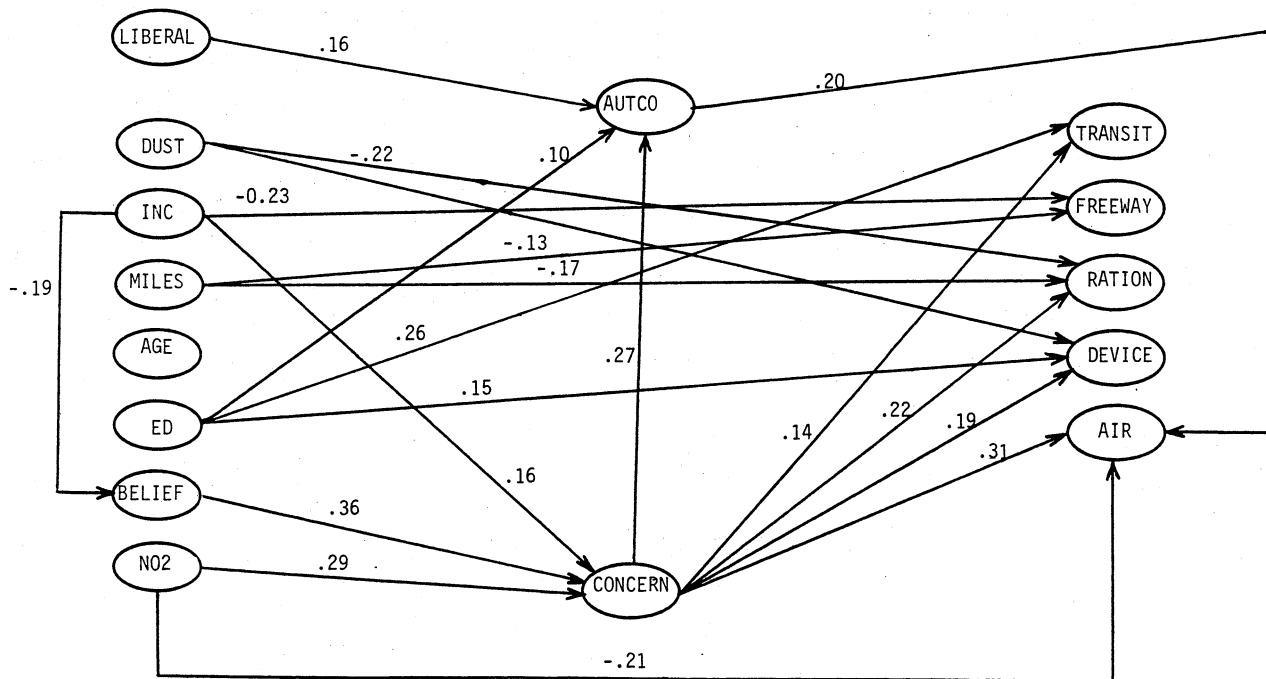 LIBERAL
.16
AUTCO
.20
DUST
-.22
.10
TRANSIT
INC
-0.23
FREEWAY
-.13
-.19
MILES
-.17
RATION
AGE
.26
.27
DEVICE
ED
.15
.14
.22
.19
AIR
.31
BELIEF
.36
.16
NO2
.29
CONCERN
-.21